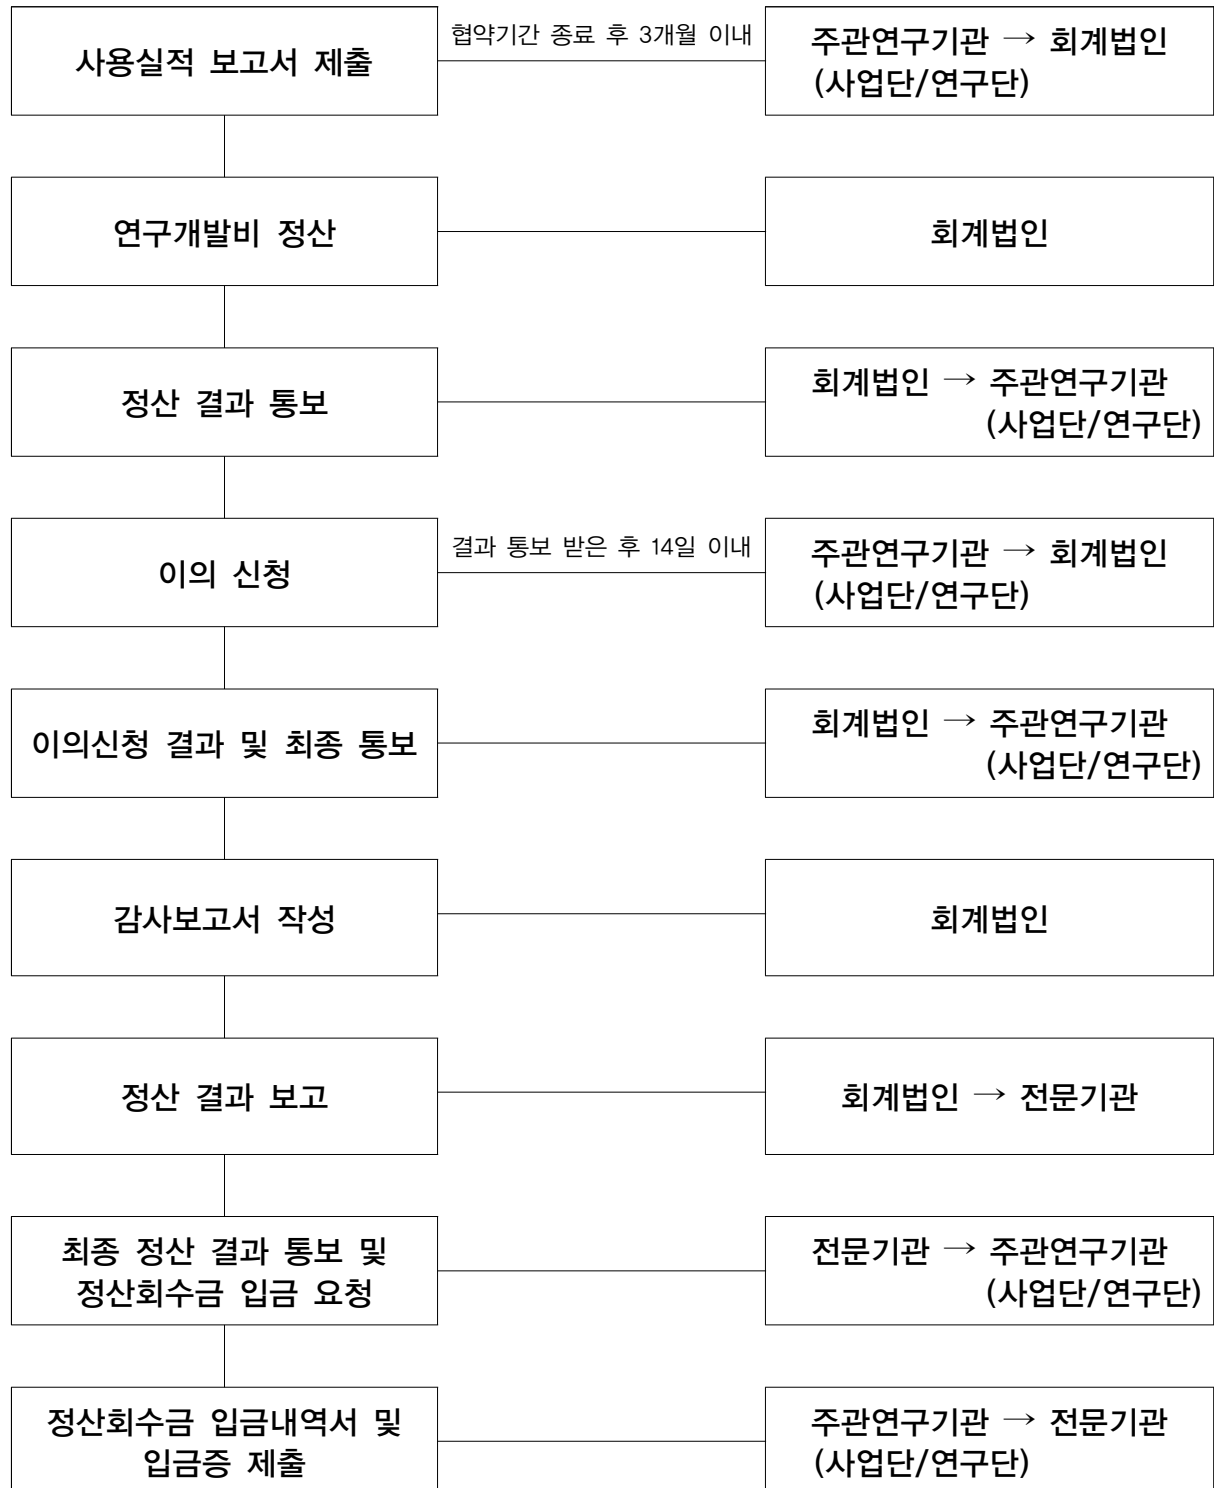 사용실적 보고서 제출
협약기간 종료 후 3개월 이내
주관연구기관 → 회계법인
(사업단/연구단)
연구개발비 정산
회계법인
정산 결과 통보
회계법인 → 주관연구기관
(사업단/연구단)
이의 신청
결과 통보 받은 후 14일 이내
주관연구기관 → 회계법인
(사업단/연구단)
이의신청 결과 및 최종 통보
회계법인 → 주관연구기관
(사업단/연구단)
감사보고서 작성
회계법인
정산 결과 보고
회계법인 → 전문기관
최종 정산 결과 통보 및
정산회수금 입금 요청
전문기관 → 주관연구기관
(사업단/연구단)
정산회수금 입금내역서 및
입금증 제출
주관연구기관 → 전문기관
(사업단/연구단)